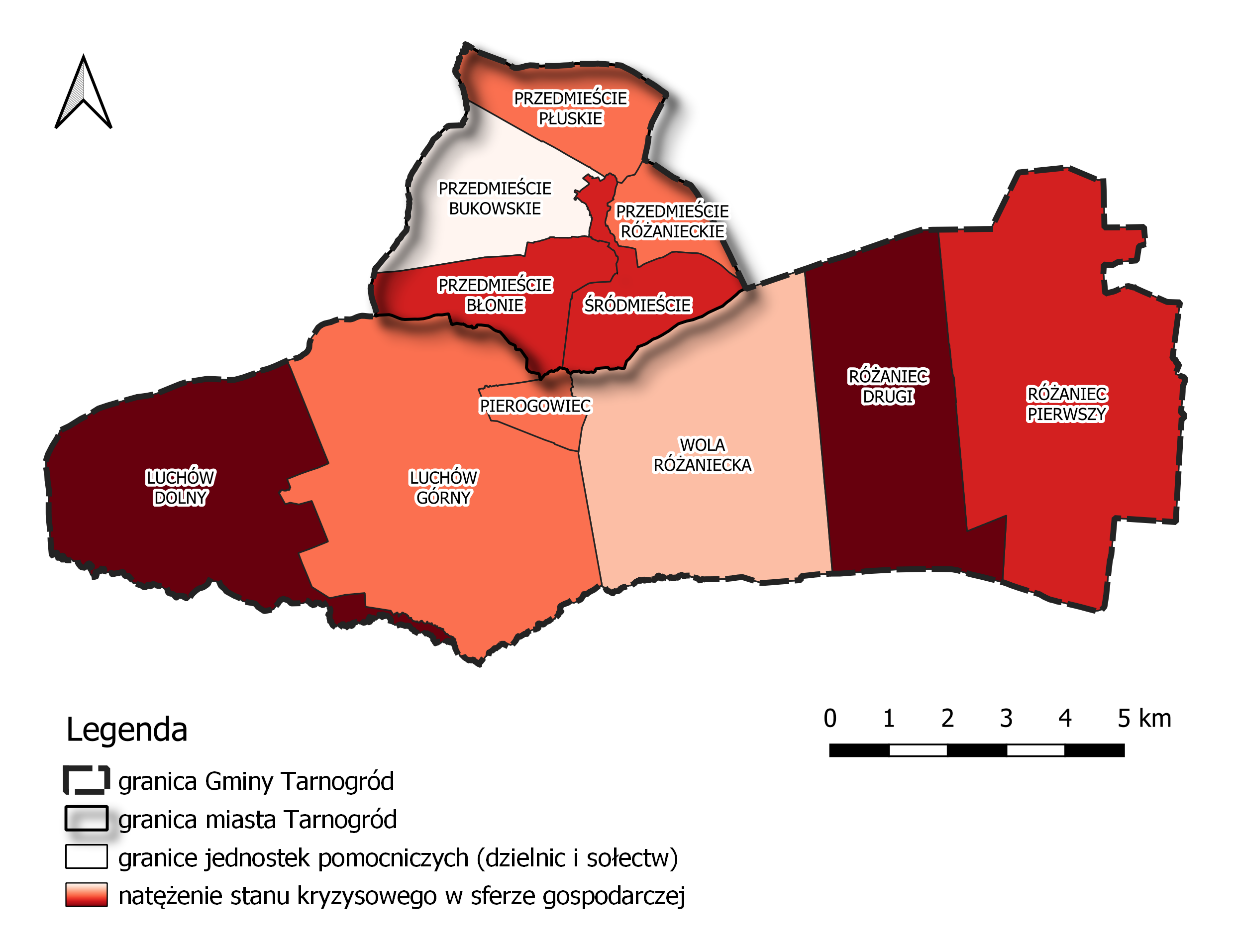 PRZEDMIEŚCIE
PŁUSKIE
PRZEDMIEŚCIE
BUKOWSKIE
PRZEDMIEŚCIE
RÓŻANIECKIE
PRZEDMIEŚCIE
BŁONIE
ŚRÓDMIEŚCIE
RÓŻANIEC
DRUGI
RÓŻANIEC
PIERWSZY
PIEROGOWIEC
WOLA
RÓŻANIECKA
LUCHÓW
DOLNY
LUCHÓW
GÓRNY
Legenda
granica Gminy Tarnogród
granica miasta Tarnogród
granice jednostek pomocniczych (dzielnic i sołectw)
natężenie stanu kryzysowego w sferze gospodarczej
0 1 2 3 4 5 km